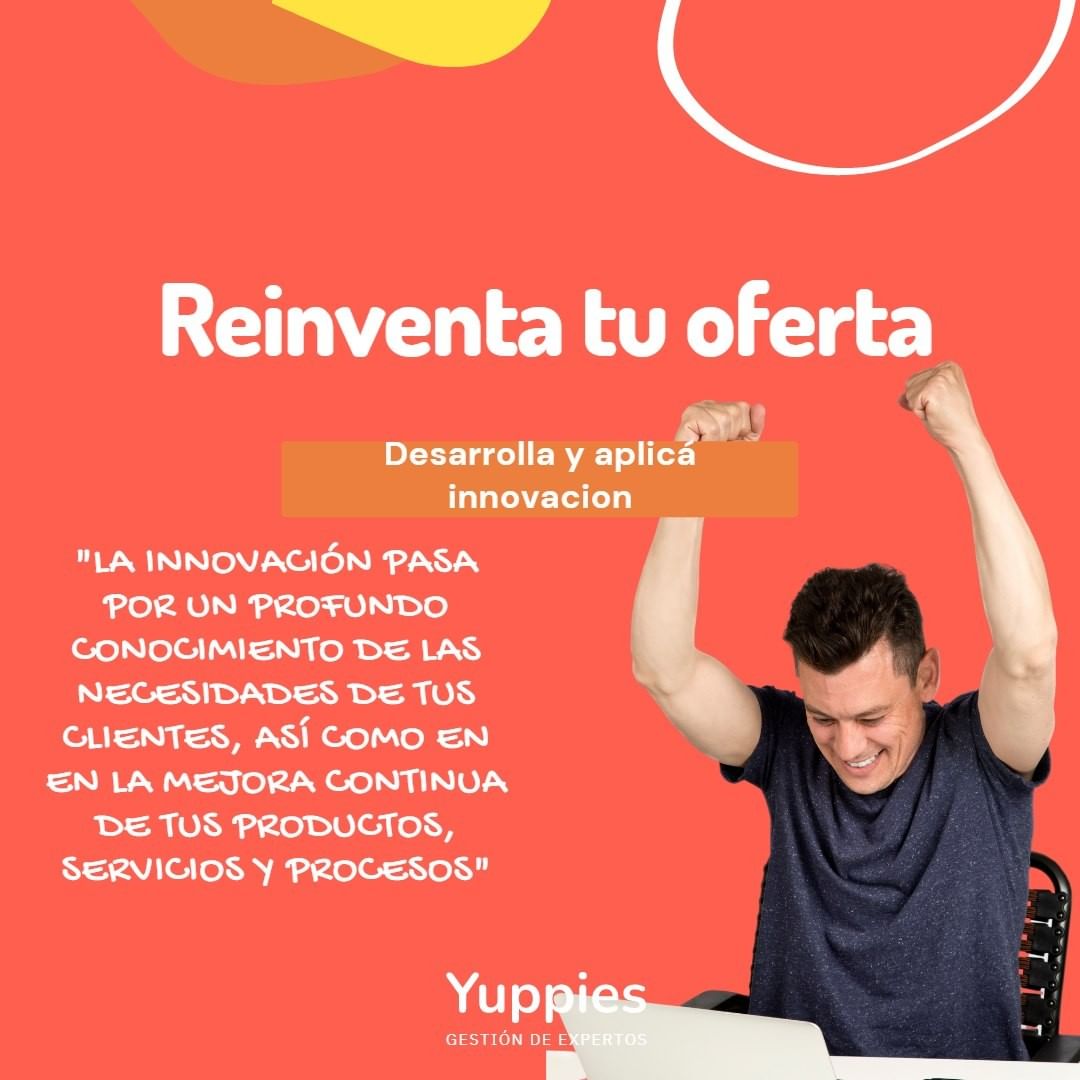 Reinventa tu oferta
Desarrolla y aplicá
innovacion
"LA INNOVACIÓN PASA
POR UN PROFUNDO
CONOCIMIENTO DE LAS
NECESIDADES DE TUS
CLIENTES, ASÍ COMO EN
EN LA MEJORA CONTINUA
DE TUS PRODUCTOS,
SERVICIOS Y PROCESOS"
Yuppies
GESTIÓN DE EXPERTOS